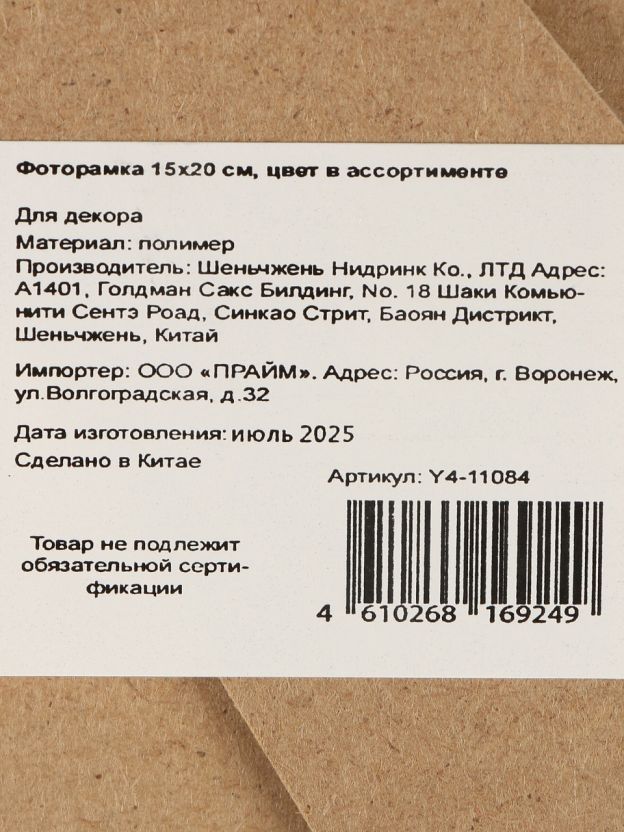 Фоторамка 15х20 см, цвет в ассортименте
Для декора
Материал: полимер
Производитель: Шеньчжень Нидринк Ко., ЛТД Адрес:
А1401, Голдман Сакс Билдинг, No. 18 Шаки Комью-
нити Сентэ Роад, Синкао Стрит, Баоян Дистрикт,
Шеньчжень, Китай
Импортер: ООО «ПРАЙМ». Адрес: Россия, г. Воронеж,
ул.Волгоградская, д.32
Дата изготовления: июль 2025
Сделано в Китае
Артикул: Y4-11084
Товар не подлежит
обязательной серти-
фикации
4 610268 169249